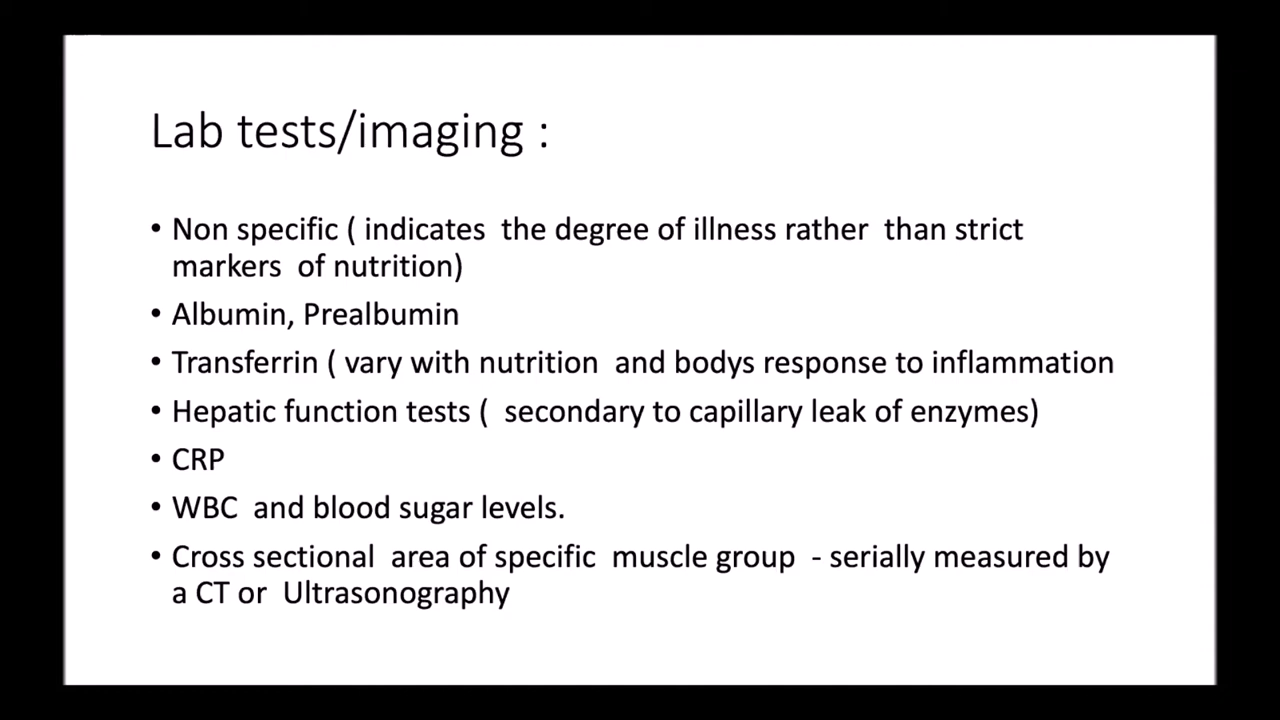 Lab tests/imaging :
• Non specific ( indicates  the degree of illness rather  than strict
markers  of nutrition)
• Albumin, Prealbumin
• Transferrin ( vary with nutrition  and bodys response to inflammation
• Hepatic function tests (  secondary to capillary leak of enzymes)
• CRP
• WBC  and blood sugar levels.
• Cross sectional  area of specific  muscle group  - serially measured by
a CT or  Ultrasonography